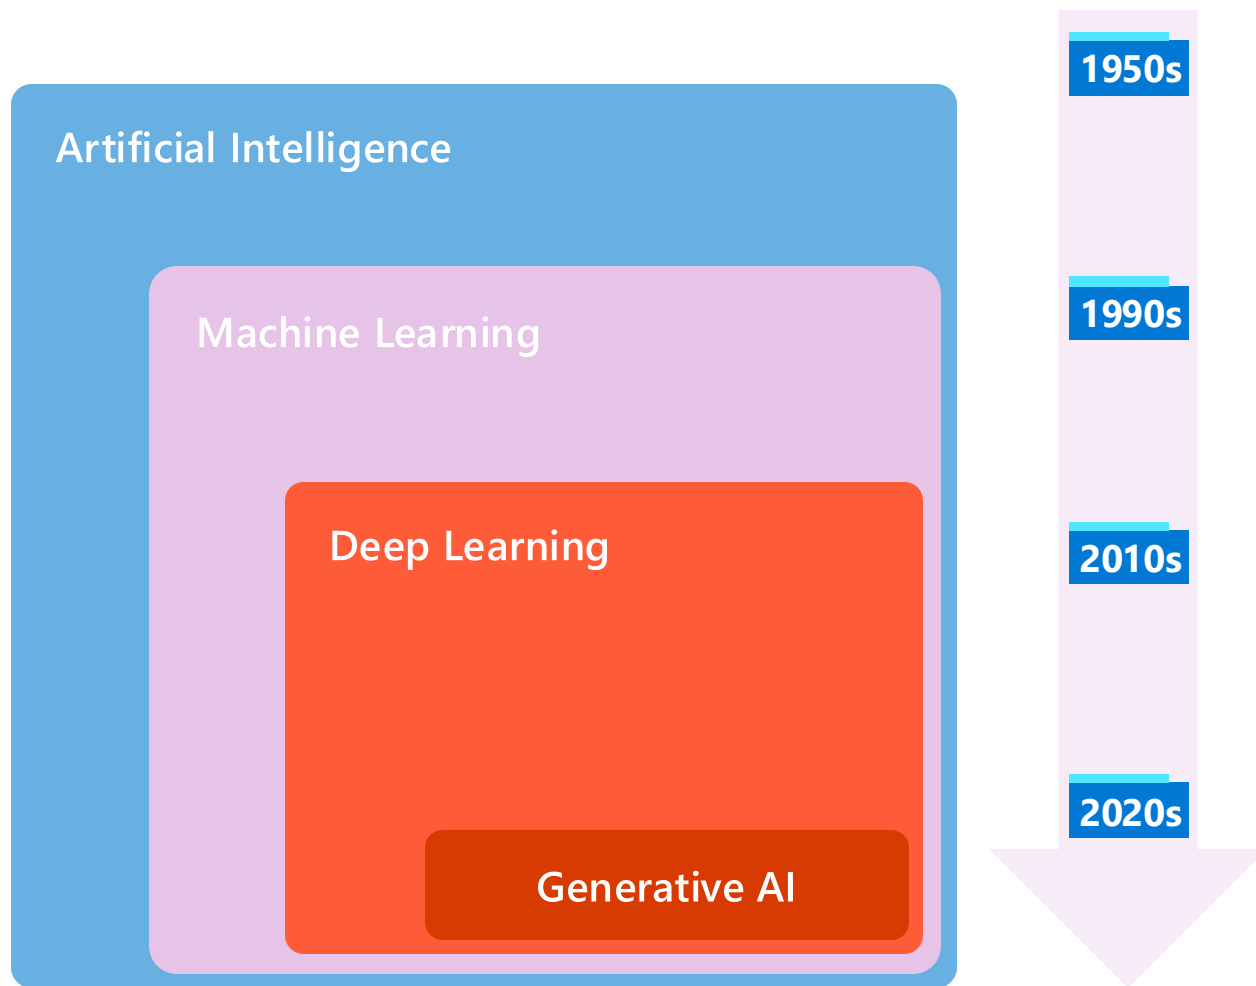 1950s
Artificial Intelligence
1990s
Machine Learning
2010s
Deep Learning
2020s
Generative AI